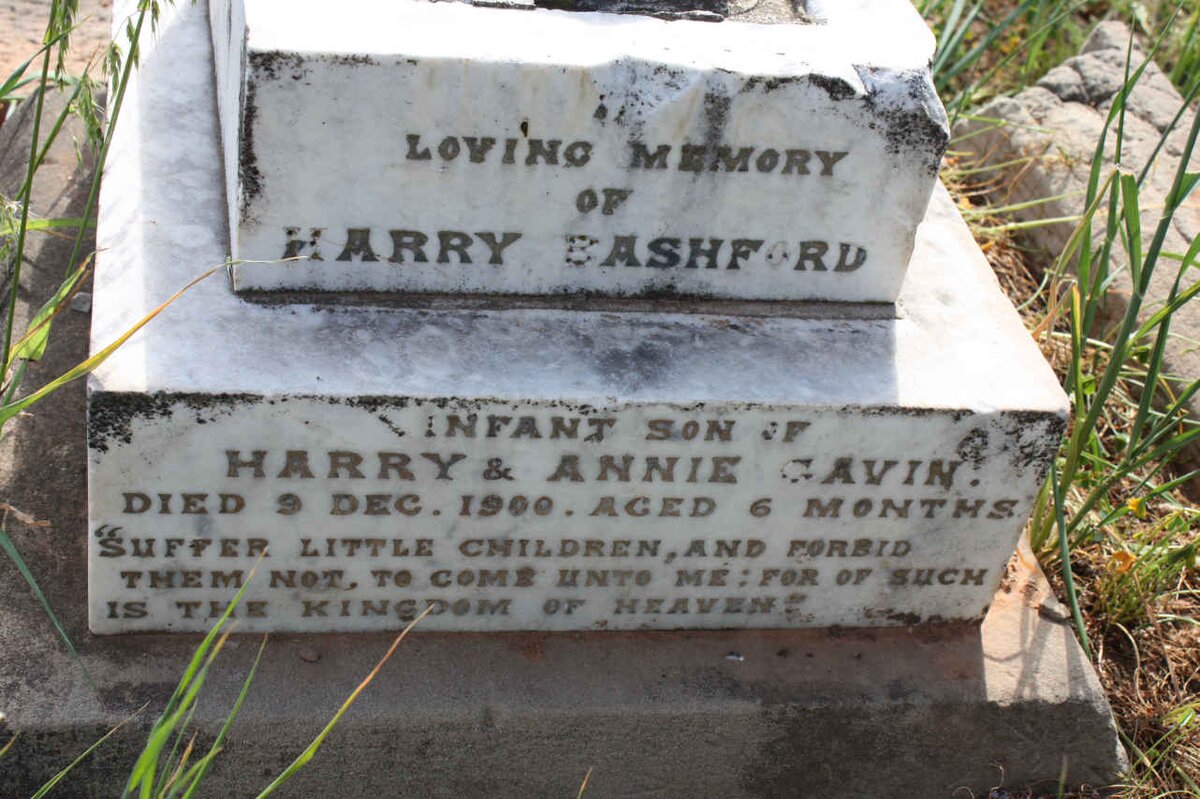 LOVING MEMORY
OF
HARRY BASHFORD
INFANT SON OF
HARRY & ANNIE GAVIN.
DIED 9 DEC. 1900. AGED 6 MONTHS
"SUFFER LITTLE CHILDREN, AND FORBID
THEM NOT, TO COME UNTO ME: FOR OF SUCH
IS THE KINGDOM OF HEAVEN."